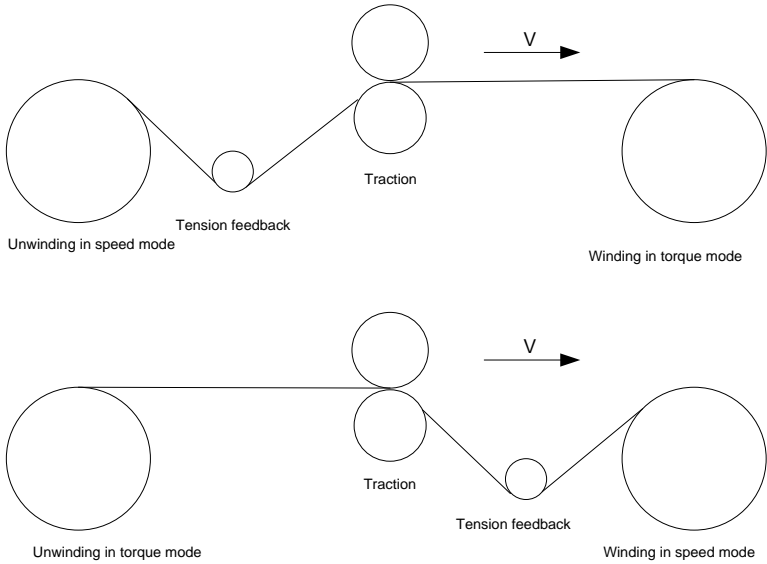 V
Traction
Tension feedback
Unwinding in speed mode
Winding in torque mode
V
Traction
Tension feedback
Unwinding in torque mode
Winding in speed mode